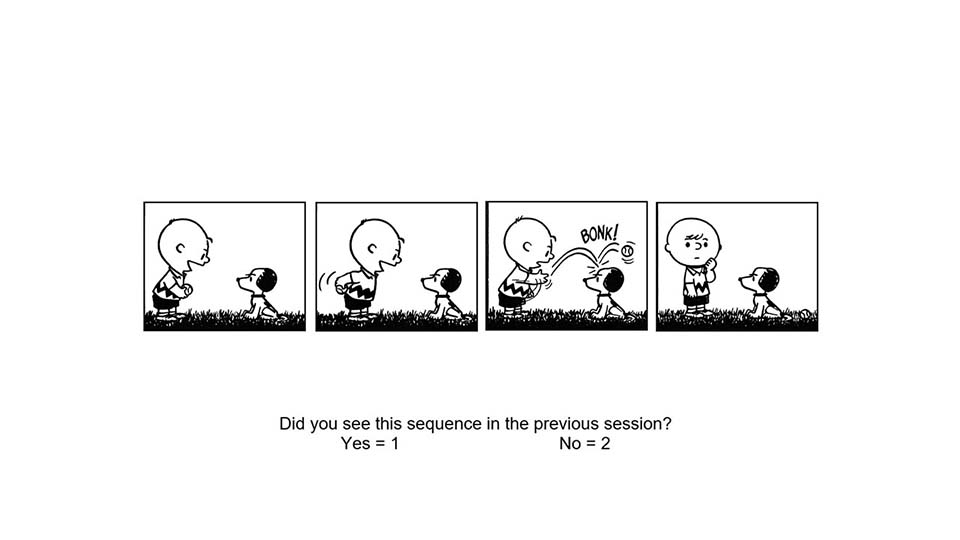 BONK!
Did you see this sequence in the previous session?
Yes = 1 No = 2